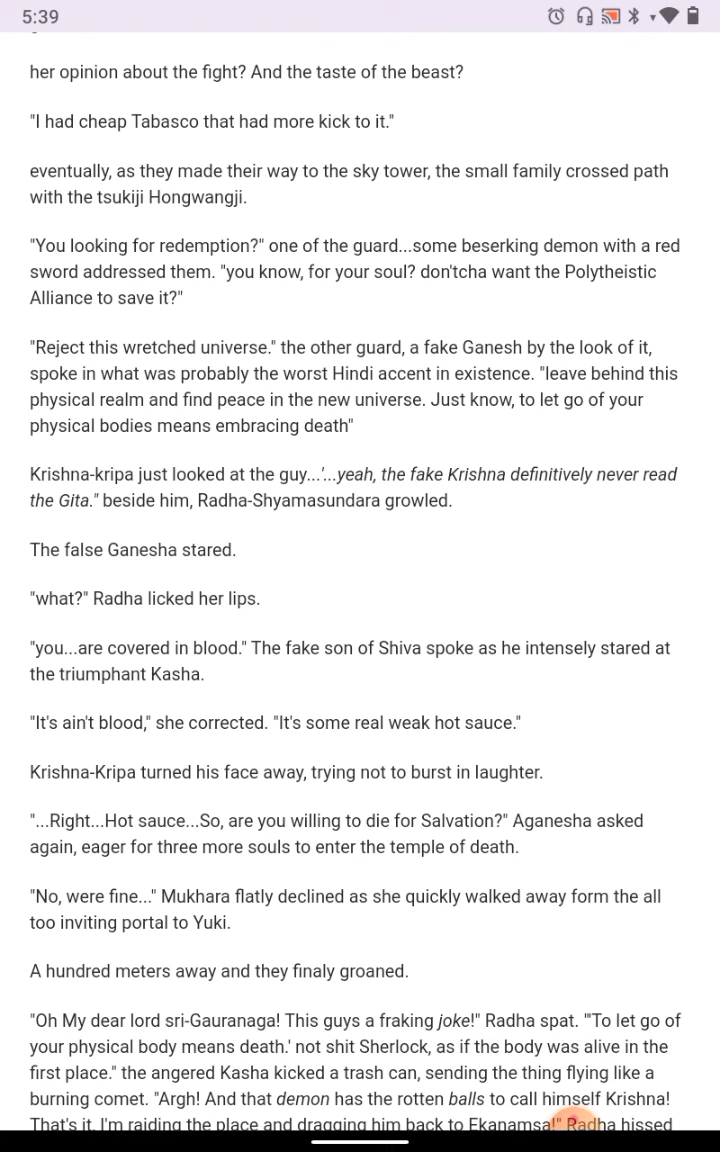 5:39
her opinion about the fight? And the taste of the beast?
"I had cheap Tabasco that had more kick to it."
eventually, as they made their way to the sky tower, the small family crossed path
with the tsukiji Hongwangji.
"You looking for redemption?" one of the guard...some beserking demon with a red
sword addressed them. "you know, for your soul? don'tcha want the Polytheistic
Alliance to save it?"
"Reject this wretched universe." the other guard, a fake Ganesh by the look of it,
spoke in what was probably the worst Hindi accent in existence. "leave behind this
physical realm and find peace in the new universe. Just know, to let go of your
physical bodies means embracing death"
Krishna-kripa just looked at the guy...'...yeah, the fake Krishna definitively never read
the Gita." beside him, Radha-Shyamasundara growled.
The false Ganesha stared.
"what?" Radha licked her lips.
"you...are covered in blood." The fake son of Shiva spoke as he intensely stared at
the triumphant Kasha.
"It's ain't blood," she corrected. "It's some real weak hot sauce."
Krishna-Kripa turned his face away, trying not to burst in laughter.
"...Right...Hot sauce...So, are you willing to die for Salvation?" Aganesha asked
again, eager for three more souls to enter the temple of death.
"No, were fine..." Mukhara flatly declined as she quickly walked away form the all
too inviting portal to Yuki.
A hundred meters away and they finaly groaned.
"Oh My dear lord sri-Gauranaga! This guys a fraking joke!" Radha spat. "'To let go of
your physical body means death.' not shit Sherlock, as if the body was alive in the
first place." the angered Kasha kicked a trash can, sending the thing flying like a
burning comet. "Argh! And that demon has the rotten balls to call himself Krishna!
That's it. I'm raiding the place and dragging him back to Ekanamsa!" Radha hissed